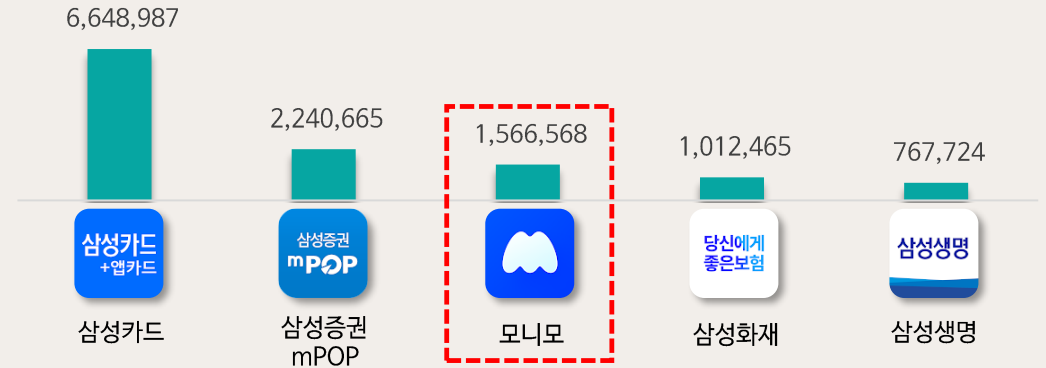 6,648,987
2,240,665
1,566,568
1,012,465
767,724
삼성카드
+앱카드
삼성증권
mPOP
당신에게
좋은보험
삼성생명
삼성카드
삼성증권
mPOP
모니모
삼성화재
삼성생명